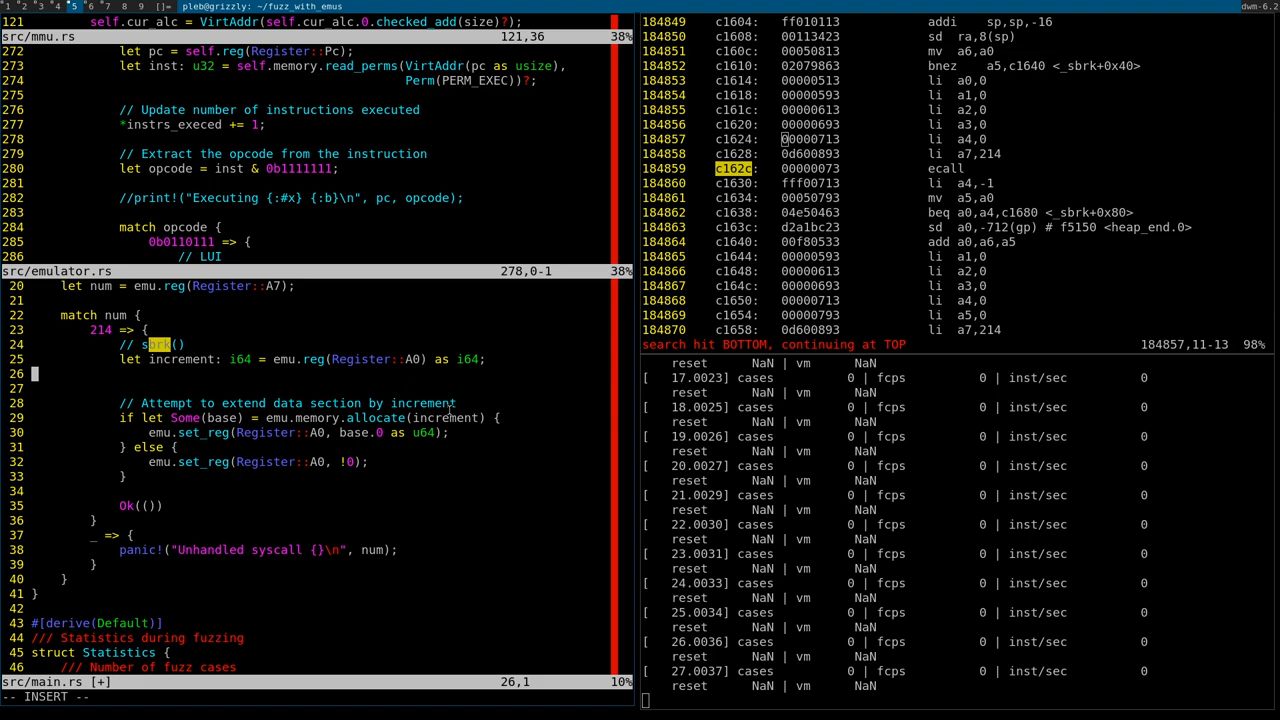 1 2 3 4 5 6 7 8 9 []= pleb@grizzly: ~/fuzz_with_emus dwm-6.2
121 self.cur_alc = VirtAddr(self.cur_alc.0.checked_add(size)?);
src/mmu.rs 121,36 38%
272 let pc = self.reg(Register::Pc);
273 let inst: u32 = self.memory.read_perms(VirtAddr(pc as usize),
274 Perm(PERM_EXEC))?;
275
276 // Update number of instructions executed
277 *instrs_execed += 1;
278
279 // Extract the opcode from the instruction
280 let opcode = inst & 0b1111111;
281
282 //print!("Executing {:#x} {:b}\n", pc, opcode);
283
284 match opcode {
285 0b0110111 => {
286 // LUI
src/emulator.rs 278,0-1 38%
20 let num = emu.reg(Register::A7);
21
22 match num {
23 214 => {
24 // sbrk()
25 let increment: i64 = emu.reg(Register::A0) as i64;
26
27
28 // Attempt to extend data section by increment
29 if let Some(base) = emu.memory.allocate(increment) {
30 emu.set_reg(Register::A0, base.0 as u64);
31 } else {
32 emu.set_reg(Register::A0, !0);
33 }
34
35 Ok(())
36 }
37 _ => {
38 panic!("Unhandled syscall {}\n", num);
39 }
40 }
41 }
42
43 #[derive(Default)]
44 /// Statistics during fuzzing
45 struct Statistics {
46 /// Number of fuzz cases
src/main.rs [+] 26,1 10%
-- INSERT --
184849 c1604: ff010113 addi sp,sp,-16
184850 c1608: 00113423 sd ra,8(sp)
184851 c160c: 00050813 mv a6,a0
184852 c1610: 02079863 bnez a5,c1640 <_sbrk+0x40>
184853 c1614: 00000513 li a0,0
184854 c1618: 00000593 li a1,0
184855 c161c: 00000613 li a2,0
184856 c1620: 00000693 li a3,0
184857 c1624: 00000713 li a4,0
184858 c1628: 0d600893 li a7,214
184859 c162c: 00000073 ecall
184860 c1630: fff00713 li a4,-1
184861 c1634: 00050793 mv a5,a0
184862 c1638: 04e50463 beq a0,a4,c1680 <_sbrk+0x80>
184863 c163c: d2a1bc23 sd a0,-712(gp) # f5150 <heap_end.0>
184864 c1640: 00f80533 add a0,a6,a5
184865 c1644: 00000593 li a1,0
184866 c1648: 00000613 li a2,0
184867 c164c: 00000693 li a3,0
184868 c1650: 00000713 li a4,0
184869 c1654: 00000793 li a5,0
184870 c1658: 0d600893 li a7,214
search hit BOTTOM, continuing at TOP 184857,11-13 98%
reset NaN | vm NaN
[ 17.0023] cases 0 | fcps 0 | inst/sec 0
reset NaN | vm NaN
[ 18.0025] cases 0 | fcps 0 | inst/sec 0
reset NaN | vm NaN
[ 19.0026] cases 0 | fcps 0 | inst/sec 0
reset NaN | vm NaN
[ 20.0027] cases 0 | fcps 0 | inst/sec 0
reset NaN | vm NaN
[ 21.0029] cases 0 | fcps 0 | inst/sec 0
reset NaN | vm NaN
[ 22.0030] cases 0 | fcps 0 | inst/sec 0
reset NaN | vm NaN
[ 23.0031] cases 0 | fcps 0 | inst/sec 0
reset NaN | vm NaN
[ 24.0033] cases 0 | fcps 0 | inst/sec 0
reset NaN | vm NaN
[ 25.0034] cases 0 | fcps 0 | inst/sec 0
reset NaN | vm NaN
[ 26.0036] cases 0 | fcps 0 | inst/sec 0
reset NaN | vm NaN
[ 27.0037] cases 0 | fcps 0 | inst/sec 0
reset NaN | vm NaN